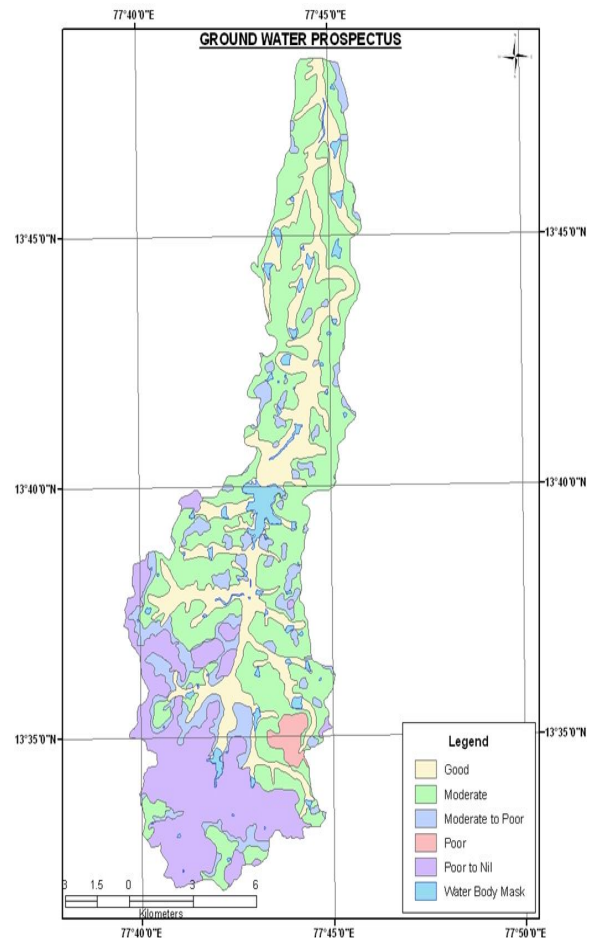 77°40'0"E 77°45'0"E
GROUND WATER PROSPECTUS
13°45'0"N 13°45'0"N
13°40'0"N 13°40'0"N
13°35'0"N 13°35'0"N
Legend
Good
Moderate
Moderate to Poor
Poor
Poor to Nil
Water Body Mask
3 1.5 0 3 6
Kilometers
77°40'0"E 77°45'0"E 77°50'0"E